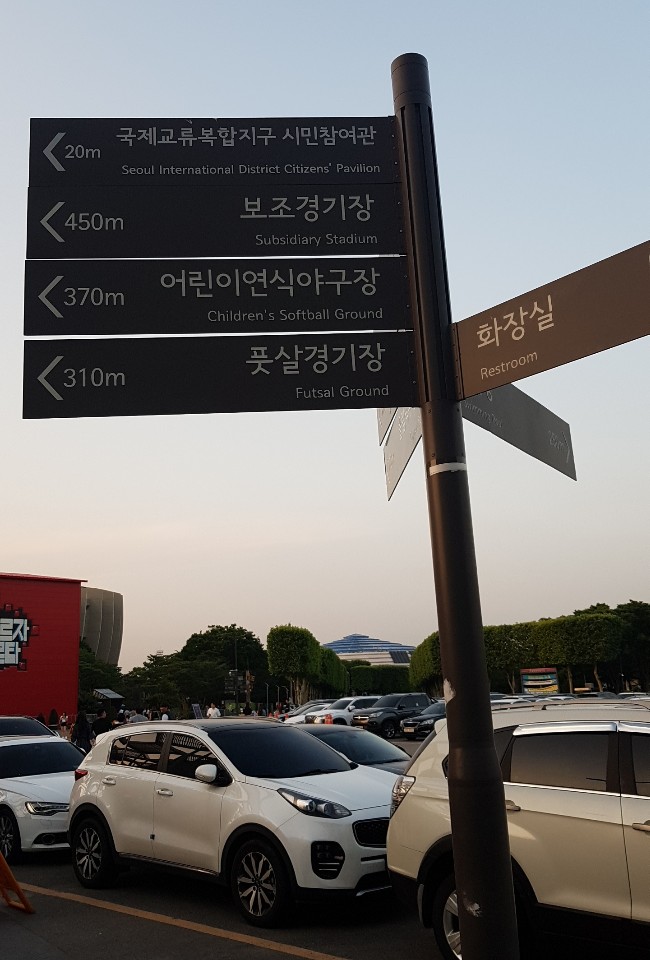 국제교류복합지구 시민참여관
20m
Seoul International District Citizens' Pavilion
보조경기장
450m
Subsidiary Stadium
어린이연식야구장
370m
Children's Softball Ground
풋살경기장
310m
Futsal Ground
화장실
Restroom